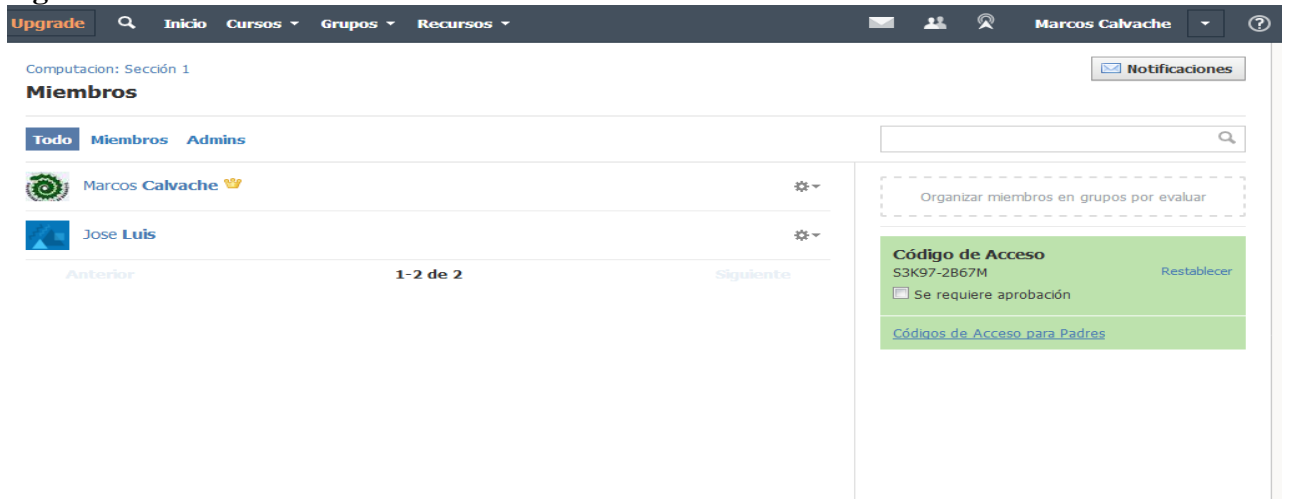 Upgrade Inicio Cursos Grupos Recursos Marcos Calvache
Computacion: Sección 1
Notificaciones
Miembros
Todo Miembros Admins
Marcos Calvache
Organizar miembros en grupos por evaluar
Jose Luis
Anterior 1-2 de 2 Siguiente
Código de Acceso
S3K97-2B67M Restablecer
Se requiere aprobación
Códigos de Acceso para Padres